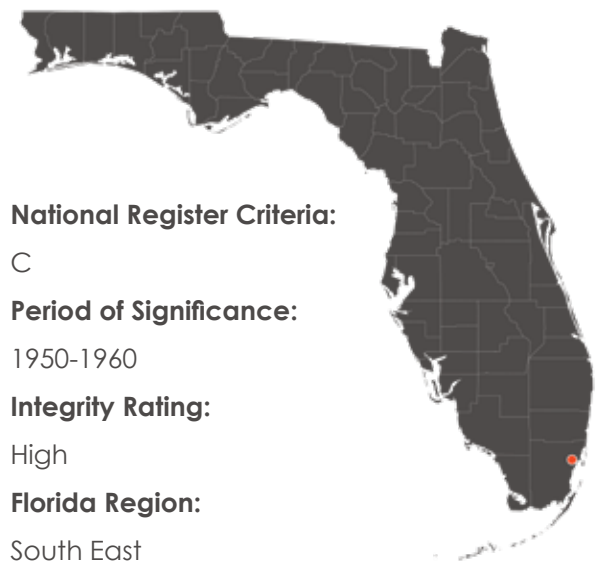 National Register Criteria:
C
Period of Significance:
1950-1960
Integrity Rating:
High
Florida Region:
South East